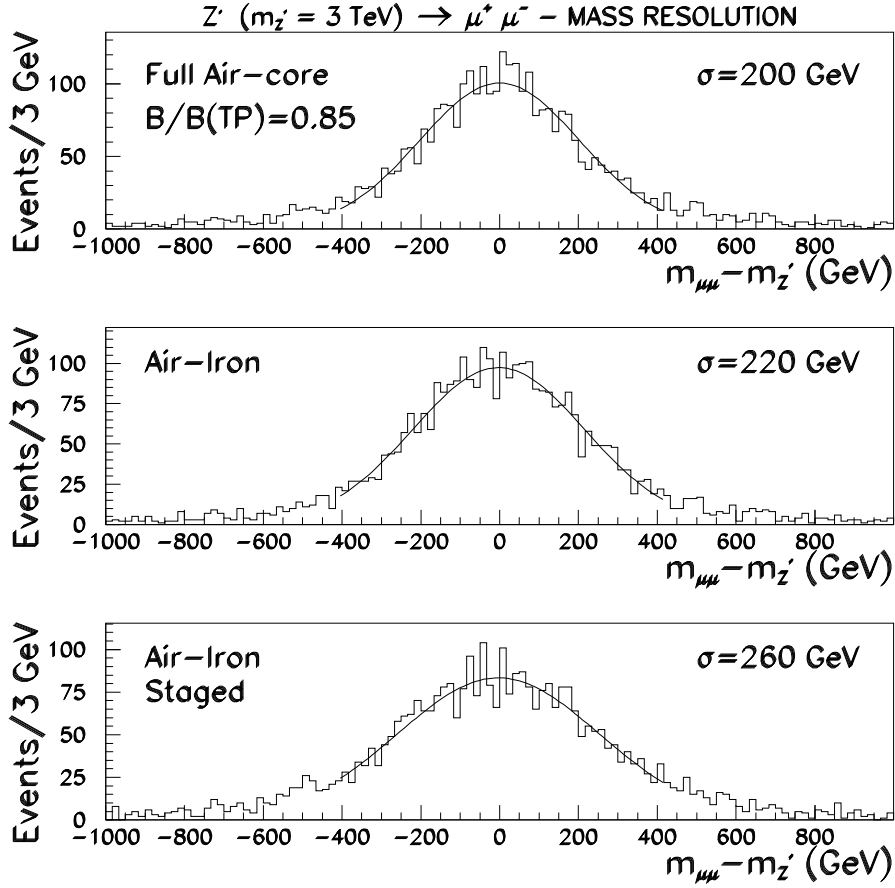 Z′ (m_Z′ = 3 TeV) → μ⁺ μ⁻ – MASS RESOLUTION
Events/3 GeV
100
50
0
Full Air–core
B/B(TP)=0.85
σ=200 GeV
−1000 −800 −600 −400 −200 0 200 400 600 800
m_μμ–m_Z′ (GeV)
Events/3 GeV
100
75
50
25
0
Air–Iron
σ=220 GeV
−1000 −800 −600 −400 −200 0 200 400 600 800
m_μμ–m_Z′ (GeV)
Events/3 GeV
100
75
50
25
0
Air–Iron
Staged
σ=260 GeV
−1000 −800 −600 −400 −200 0 200 400 600 800
m_μμ–m_Z′ (GeV)